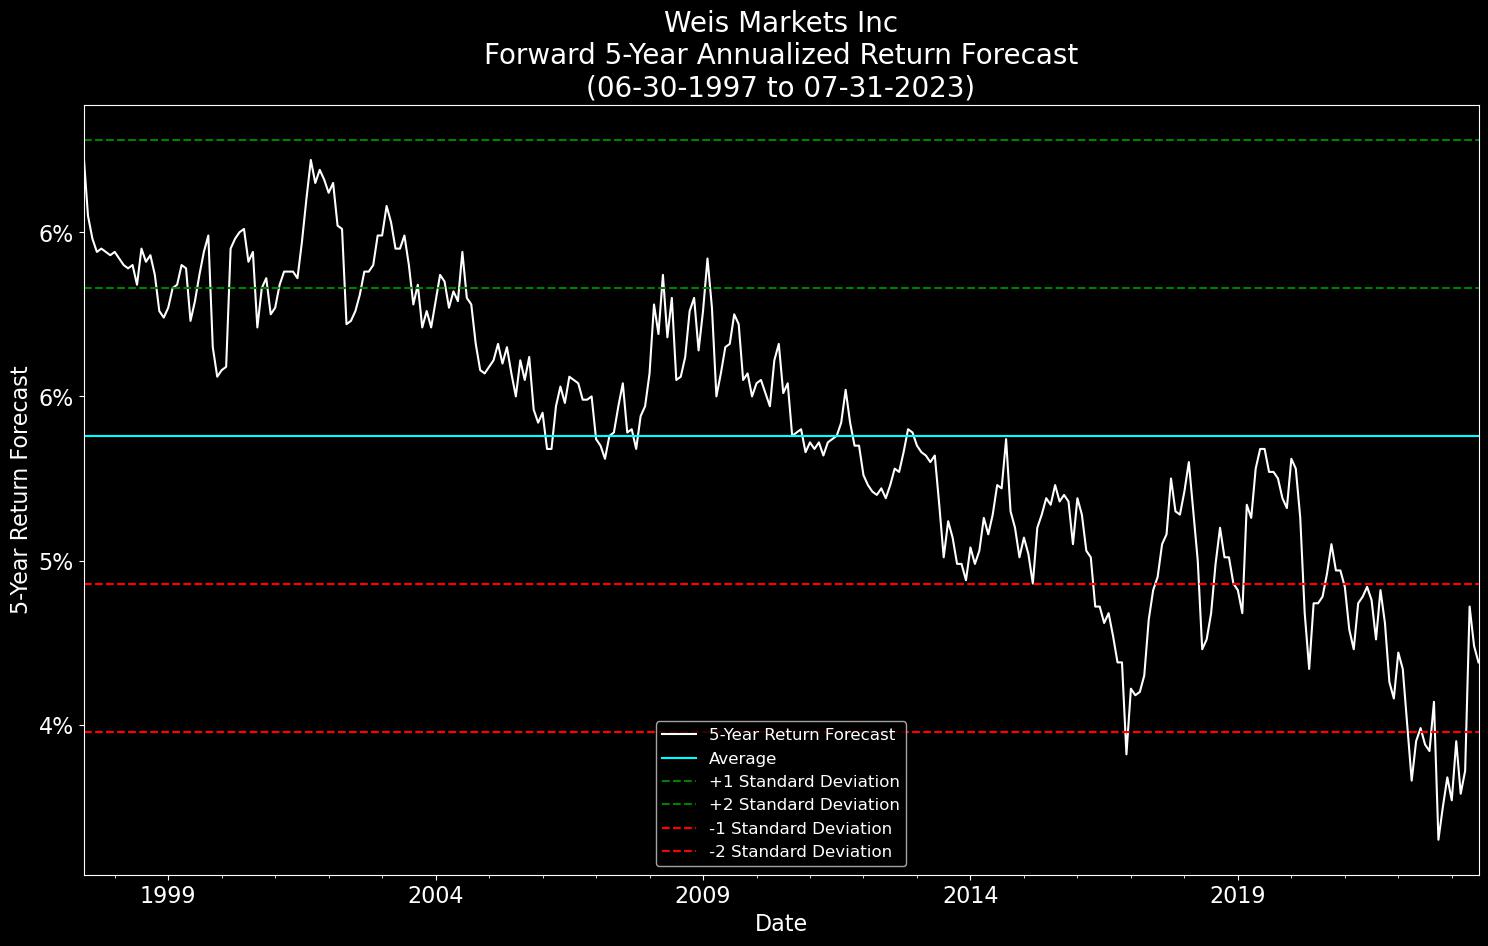 Weis Markets Inc
Forward 5-Year Annualized Return Forecast
(06-30-1997 to 07-31-2023)
5-Year Return Forecast
6%
6%
5%
4%
5-Year Return Forecast
Average
+1 Standard Deviation
+2 Standard Deviation
-1 Standard Deviation
-2 Standard Deviation
1999 2004 2009 2014 2019
Date